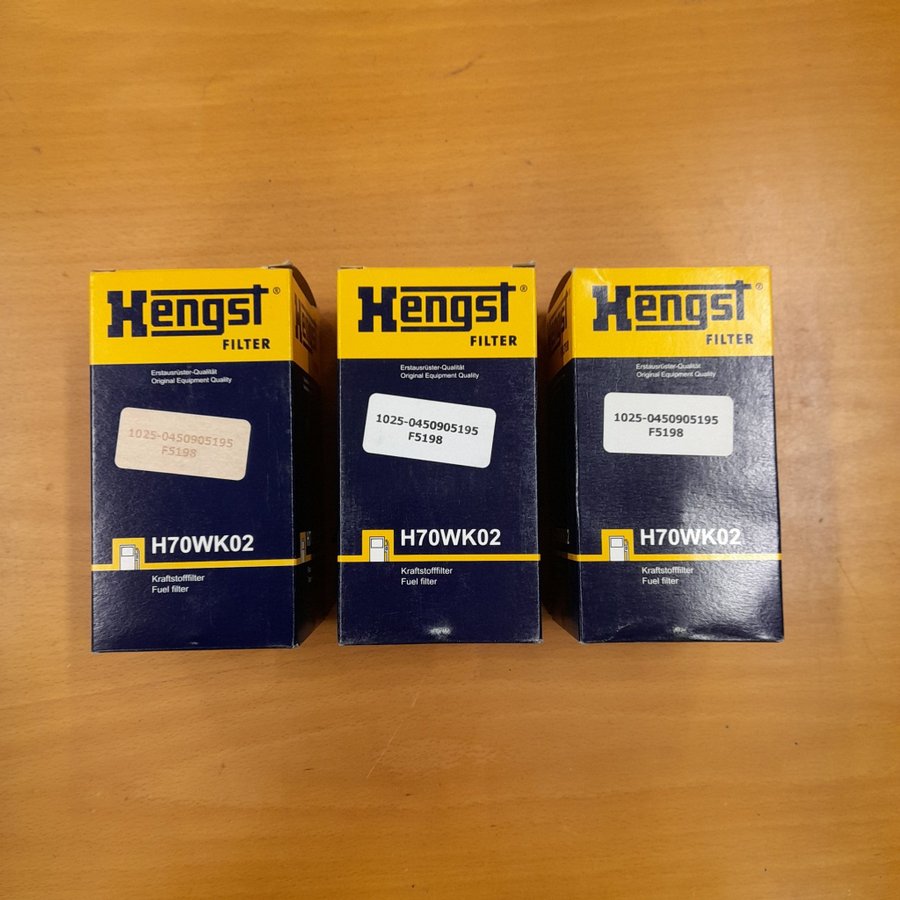 Hengst®
FILTER
Erstausrüster-Qualität
Original Equipment Quality
1025-0450905195
F5198
H70WK02
Kraftstofffilter
Fuel filter
Hengst®
FILTER
Erstausrüster-Qualität
Original Equipment Quality
1025-0450905195
F5198
H70WK02
Kraftstofffilter
Fuel filter
Hengst®
FILTER
Erstausrüster-Qualität
Original Equipment Quality
1025-0450905195
F5198
H70WK02
Kraftstofffilter
Fuel filter